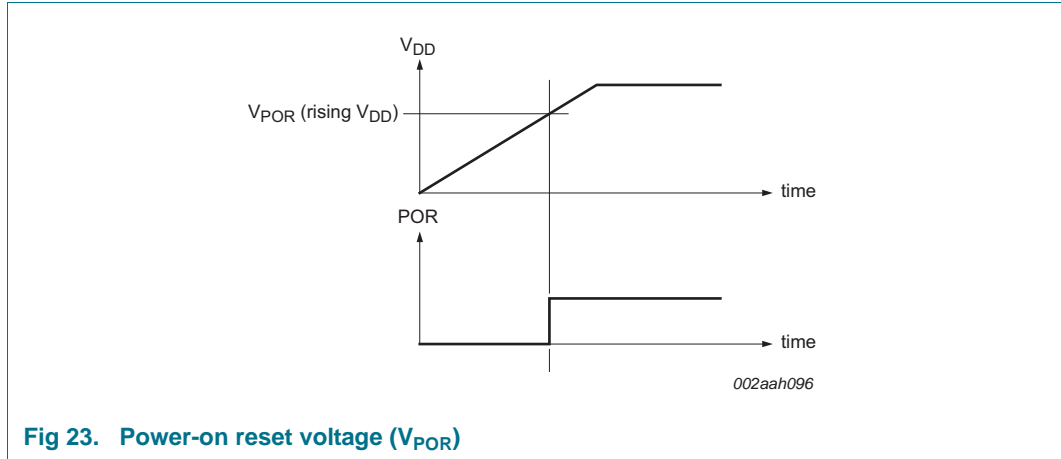 VDD
VPOR (rising VDD)
time
POR
time
002aah096
Fig 23. Power-on reset voltage (VPOR)